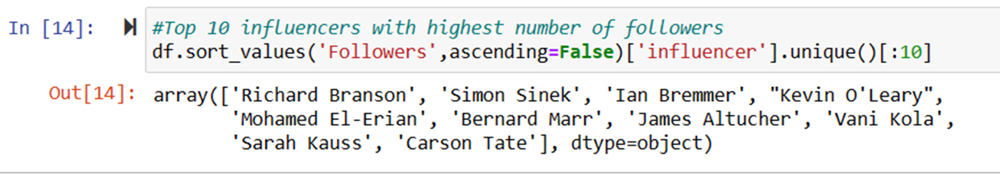 In [14]: #Top 10 influencers with highest number of followers
df.sort_values('Followers',ascending=False)['influencer'].unique()[:10]
Out[14]: array(['Richard Branson', 'Simon Sinek', 'Ian Bremmer', "Kevin O'Leary",
'Mohamed El-Erian', 'Bernard Marr', 'James Altucher', 'Vani Kola',
'Sarah Kauss', 'Carson Tate'], dtype=object)